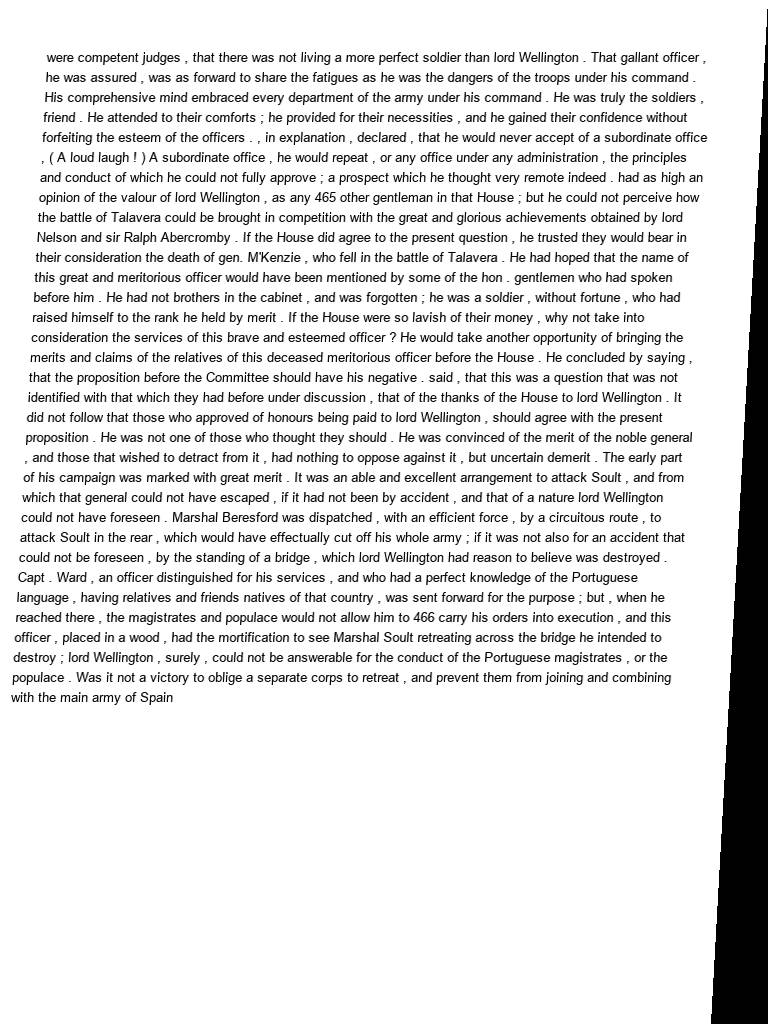 were competent judges , that there was not living a more perfect soldier than lord Wellington . That gallant officer ,
he was assured , was as forward to share the fatigues as he was the dangers of the troops under his command .
His comprehensive mind embraced every department of the army under his command . He was truly the soldiers ,
friend . He attended to their comforts ; he provided for their necessities , and he gained their confidence without
forfeiting the esteem of the officers . , in explanation , declared , that he would never accept of a subordinate office
, ( A loud laugh ! ) A subordinate office , he would repeat , or any office under any administration , the principles
and conduct of which he could not fully approve ; a prospect which he thought very remote indeed . had as high an
opinion of the valour of lord Wellington , as any 465 other gentleman in that House ; but he could not perceive how
the battle of Talavera could be brought in competition with the great and glorious achievements obtained by lord
Nelson and sir Ralph Abercromby . If the House did agree to the present question , he trusted they would bear in
their consideration the death of gen. M'Kenzie , who fell in the battle of Talavera . He had hoped that the name of
this great and meritorious officer would have been mentioned by some of the hon . gentlemen who had spoken
before him . He had not brothers in the cabinet , and was forgotten ; he was a soldier , without fortune , who had
raised himself to the rank he held by merit . If the House were so lavish of their money , why not take into
consideration the services of this brave and esteemed officer ? He would take another opportunity of bringing the
merits and claims of the relatives of this deceased meritorious officer before the House . He concluded by saying ,
that the proposition before the Committee should have his negative . said , that this was a question that was not
identified with that which they had before under discussion , that of the thanks of the House to lord Wellington . It
did not follow that those who approved of honours being paid to lord Wellington , should agree with the present
proposition . He was not one of those who thought they should . He was convinced of the merit of the noble general
, and those that wished to detract from it , had nothing to oppose against it , but uncertain demerit . The early part
of his campaign was marked with great merit . It was an able and excellent arrangement to attack Soult , and from
which that general could not have escaped , if it had not been by accident , and that of a nature lord Wellington
could not have foreseen . Marshal Beresford was dispatched , with an efficient force , by a circuitous route , to
attack Soult in the rear , which would have effectually cut off his whole army ; if it was not also for an accident that
could not be foreseen , by the standing of a bridge , which lord Wellington had reason to believe was destroyed .
Capt . Ward , an officer distinguished for his services , and who had a perfect knowledge of the Portuguese
language , having relatives and friends natives of that country , was sent forward for the purpose ; but , when he
reached there , the magistrates and populace would not allow him to 466 carry his orders into execution , and this
officer , placed in a wood , had the mortification to see Marshal Soult retreating across the bridge he intended to
destroy ; lord Wellington , surely , could not be answerable for the conduct of the Portuguese magistrates , or the
populace . Was it not a victory to oblige a separate corps to retreat , and prevent them from joining and combining
with the main army of Spain